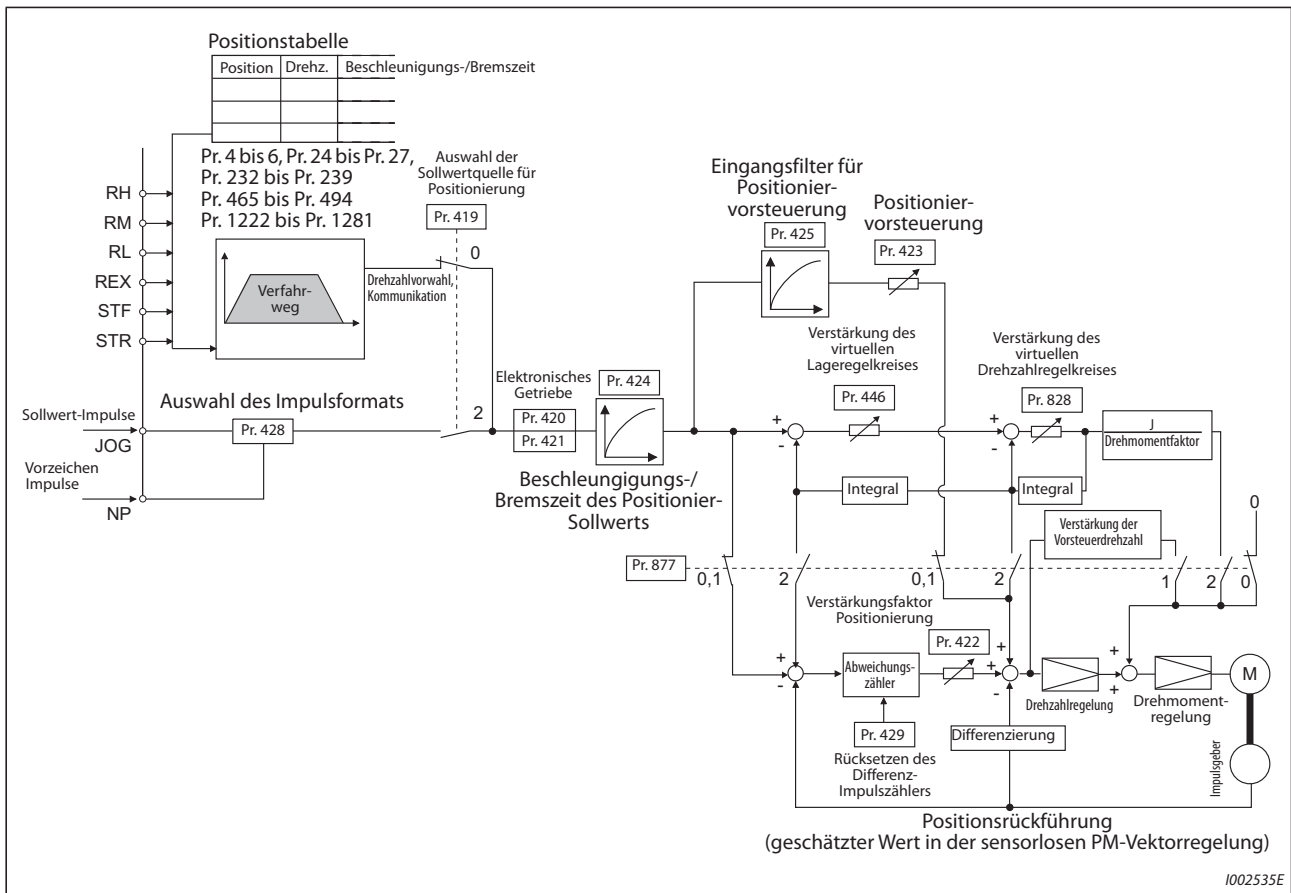 Positionstabelle
Position Drehz. Beschleunigungs-/Bremszeit
Pr. 4 bis 6, Pr. 24 bis Pr. 27,
Pr. 232 bis Pr. 239
Pr. 465 bis Pr. 494
Pr. 1222 bis Pr. 1281
RH
RM
RL
REX
STF
STR
Verfahr-
weg
Drehzahlvorwahl,
Kommunikation
Auswahl der
Sollwertquelle für
Positionierung
Pr. 419
0
2
Sollwert-Impulse
JOG
Vorzeichen
Impulse
NP
Auswahl des Impulsformats
Pr. 428
Elektronisches
Getriebe
Pr. 420
Pr. 421
Pr. 424
Beschleungigungs-/
Bremszeit des Positionier-
Sollwerts
Eingangsfilter für
Positionier-
vorsteuerung
Pr. 425
Positionier-
vorsteuerung
Pr. 423
Verstärkung des
virtuellen
Lageregelkreises
Pr. 446
+
-
Verstärkung des
virtuellen
Drehzahlregelkreises
Pr. 828
+
-
J
Drehmomentfaktor
Integral
Integral
0
Verstärkung der
Vorsteuerdrehzahl
Pr. 877
0,1
2
0,1
2
1
2
0
Verstärkungsfaktor
Positionierung
Pr. 422
+
-
Abweichungs-
zähler
Pr. 429
Rücksetzen des
Differenz-
Impulszählers
+
+
-
Differenzierung
Drehzahlregelung
+
+
Drehmoment-
regelung
M
Impulsgeber
Positionsrückführung
(geschätzter Wert in der sensorlosen PM-Vektorregelung)
I002535E